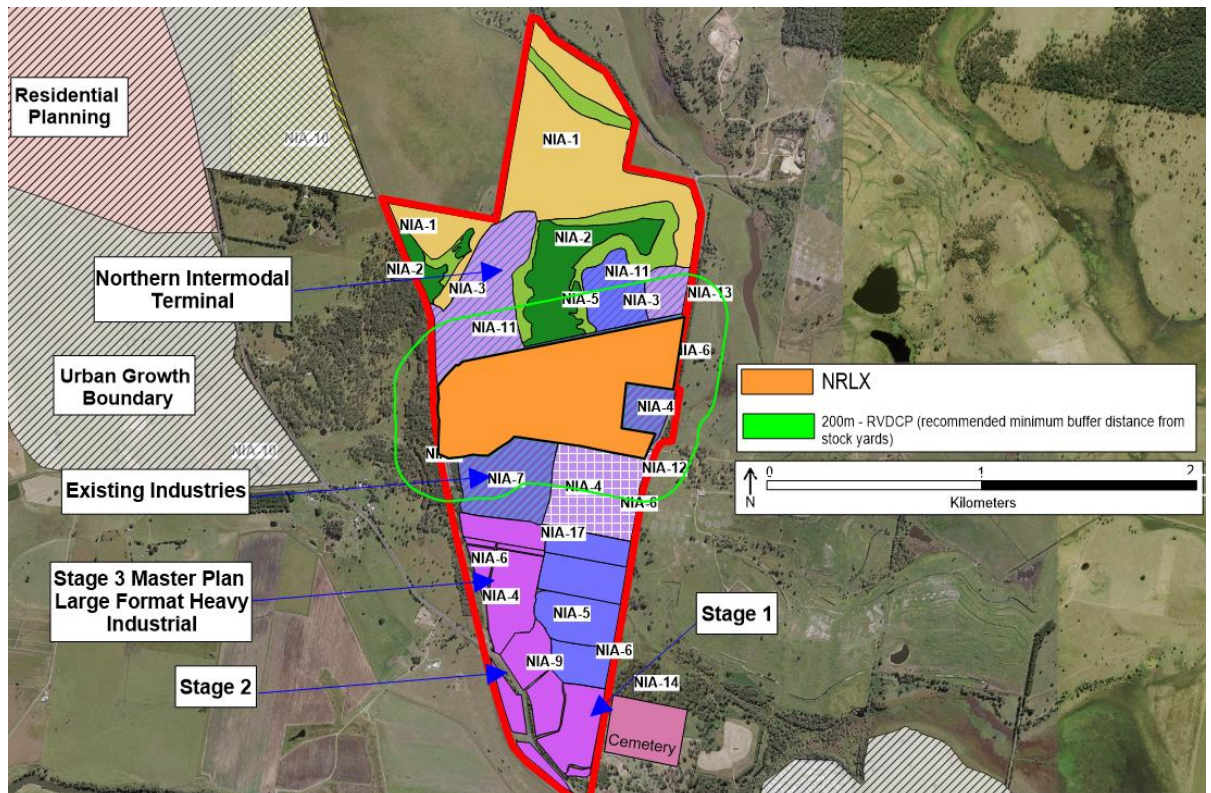 Residential
Planning
NIA-10
NIA-1
NIA-1
NIA-2
NIA-2
NIA-11
Northern Intermodal
Terminal
NIA-3
NIA-5
NIA-3
NIA-13
NIA-11
NIA-6
Urban Growth
Boundary
NRLX
NIA-4
200m - RVDCP (recommended minimum buffer distance from
stock yards)
NIA-10
NIA-12
0 1 2
N
Kilometers
Existing Industries
NIA-7
NIA-4
NIA-6
NIA-17
NIA-6
Stage 3 Master Plan
Large Format Heavy
Industrial
NIA-4
NIA-5
Stage 1
NIA-6
NIA-9
Stage 2
NIA-14
Cemetery